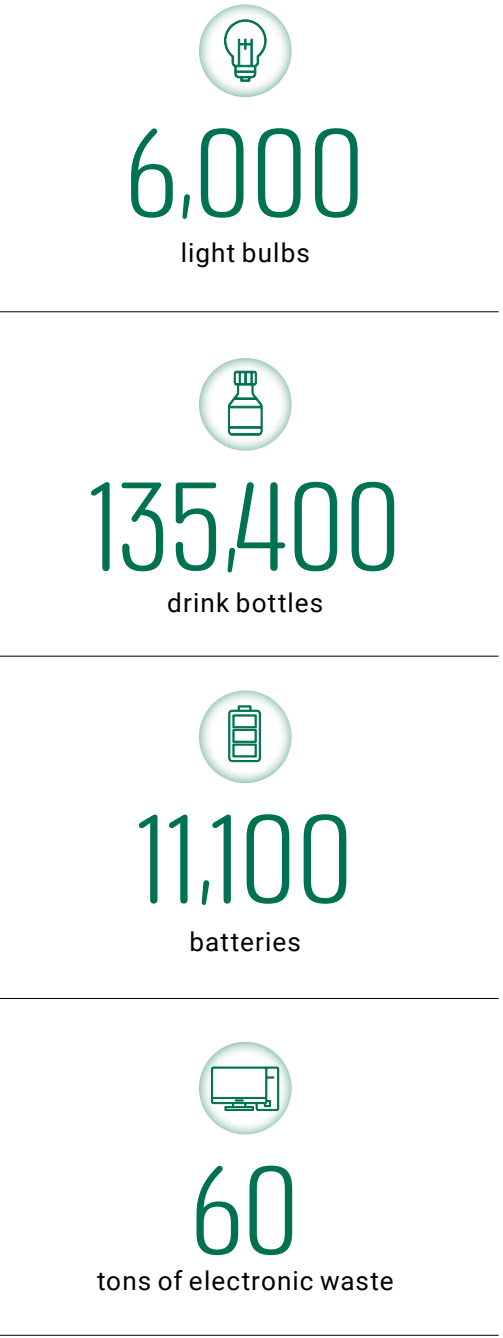 6,000
light bulbs
135,400
drink bottles
11,100
batteries
60
tons of electronic waste